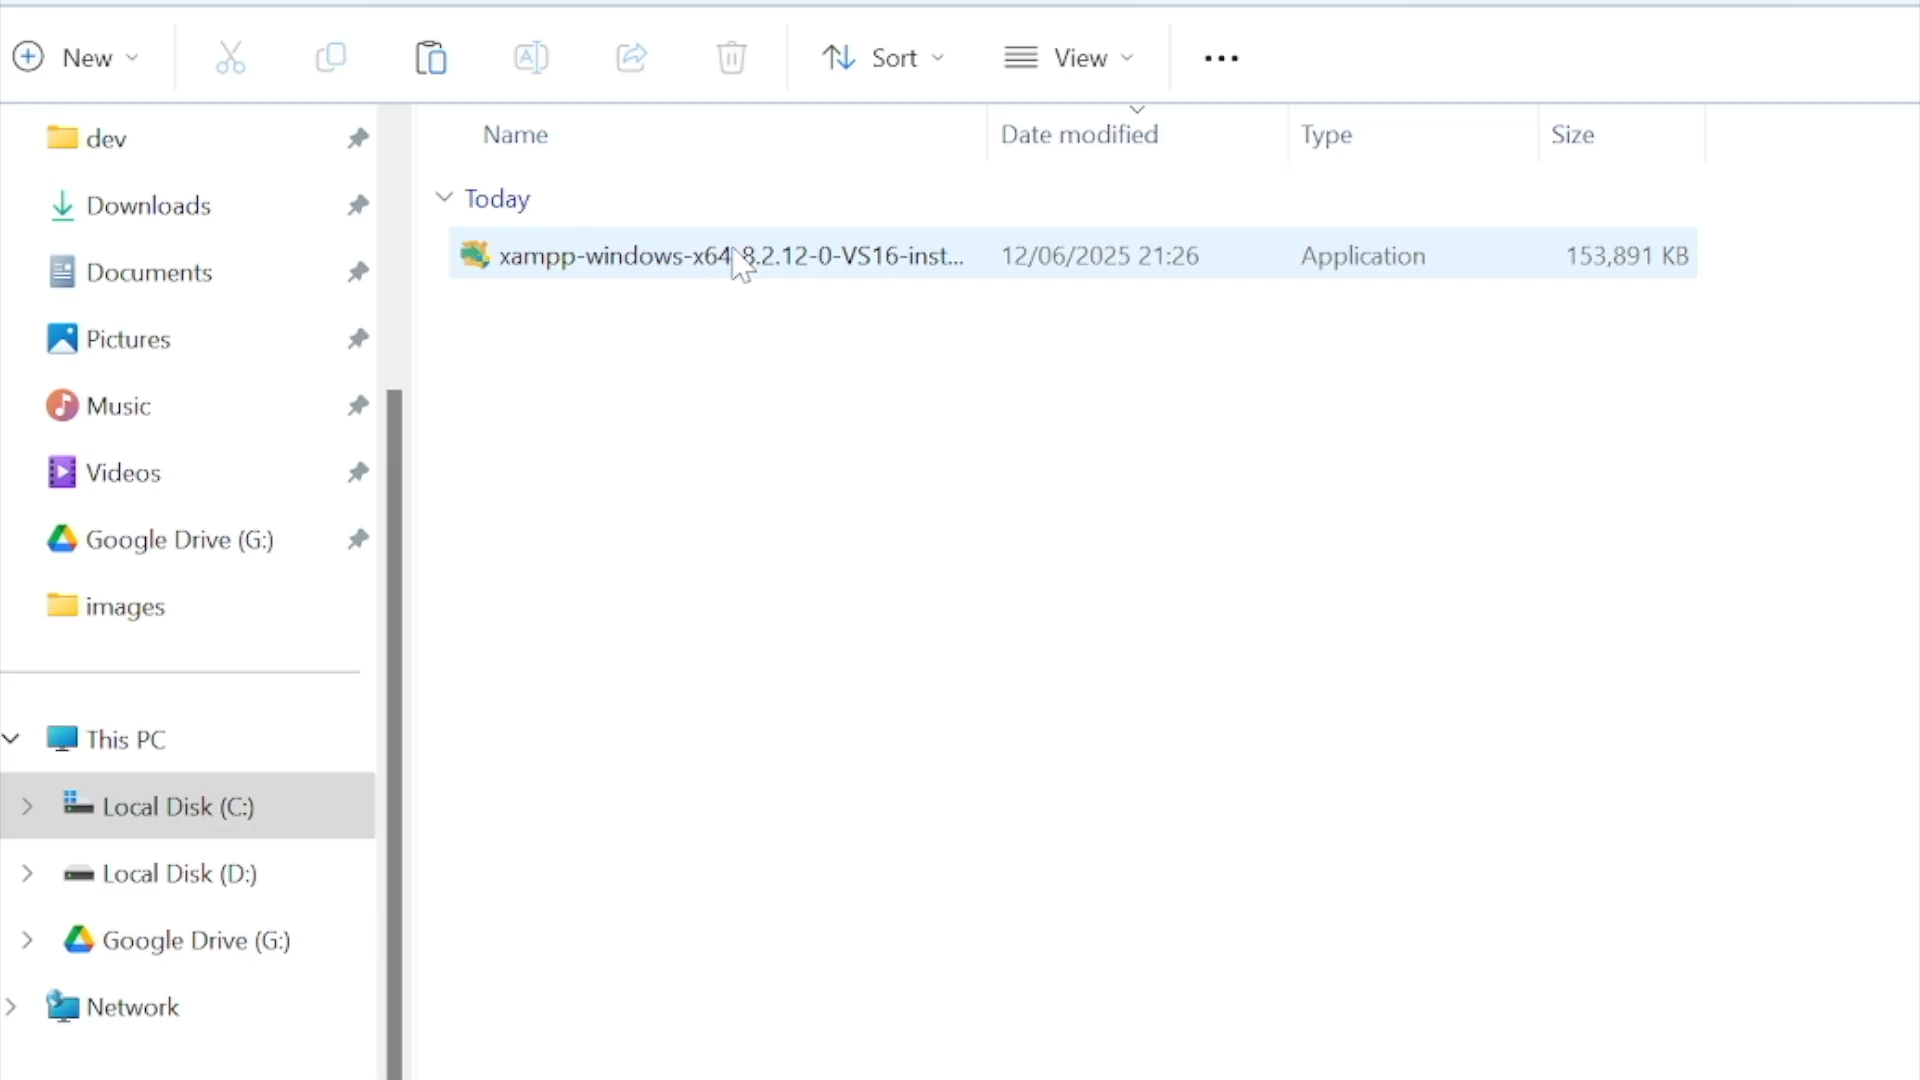 New
Sort
View
Name Date modified Type Size
Today
xampp-windows-x64-8.2.12-0-VS16-inst... 12/06/2025 21:26 Application 153,891 KB
dev
Downloads
Documents
Pictures
Music
Videos
Google Drive (G:)
images
This PC
Local Disk (C:)
Local Disk (D:)
Google Drive (G:)
Network